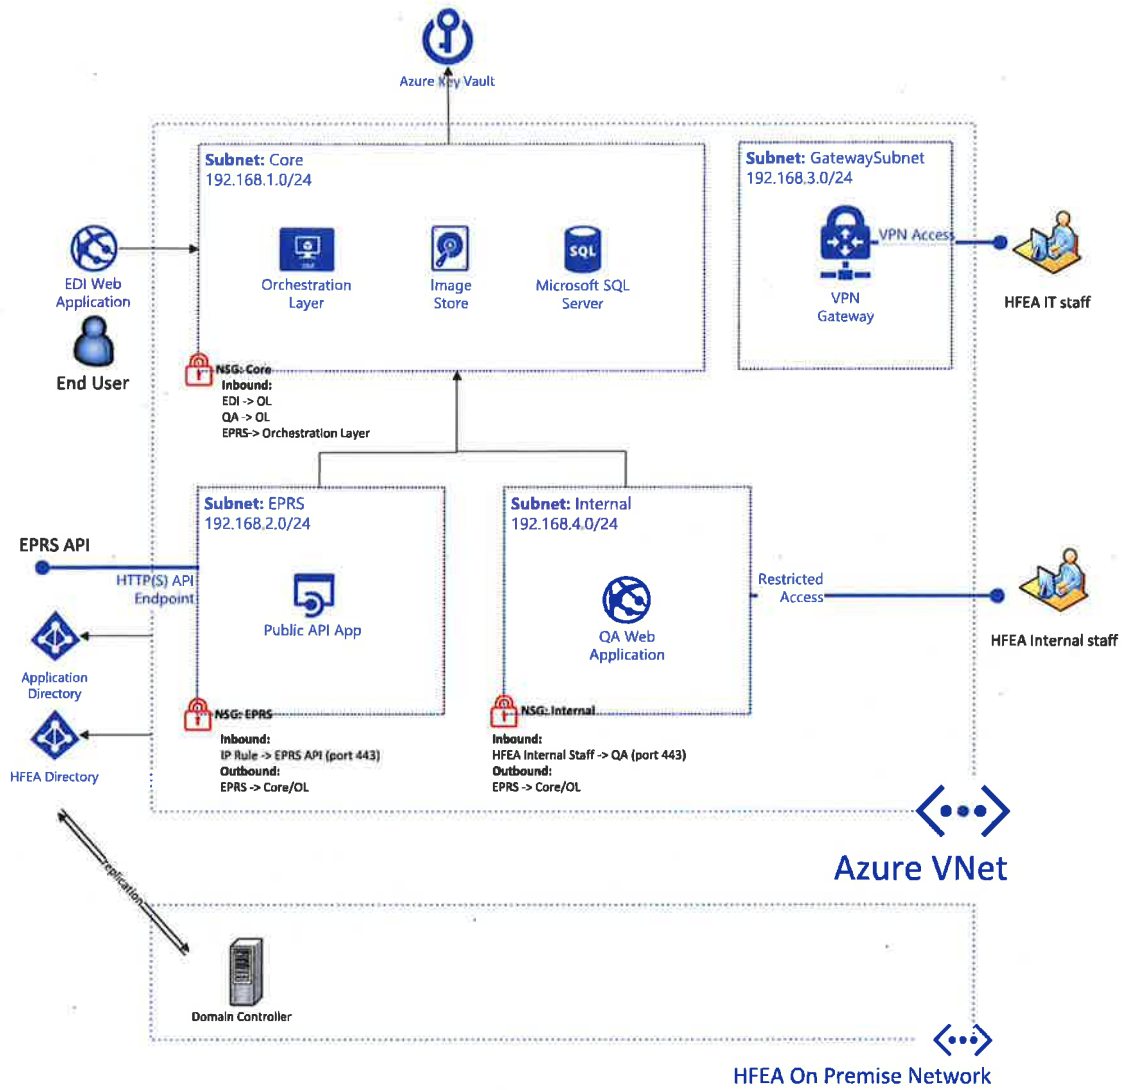 Azure Key Vault
Subnet: Core
192.168.1.0/24
Subnet: GatewaySubnet
192.168.3.0/24
VPN Access
EDI Web
Application
Orchestration
Layer
Image
Store
SQL
Microsoft SQL
Server
VPN
Gateway
HFEA IT staff
End User
NSG: Core
Inbound:
EDI -> OL
QA -> OL
EPRS-> Orchestration Layer
Subnet: EPRS
192.168.2.0/24
Subnet: Internal
192.168.4.0/24
EPRS API
HTTP(S) API
Endpoint
Public API App
QA Web
Application
Restricted
Access
HFEA Internal staff
Application
Directory
HFEA Directory
NSG: EPRS
Inbound:
IP Rule -> EPRS API (port 443)
Outbound:
EPRS -> Core/OL
NSG: Internal
Inbound:
HFEA Internal Staff -> QA (port 443)
Outbound:
EPRS -> Core/OL
Azure VNet
replication
Domain Controller
HFEA On Premise Network